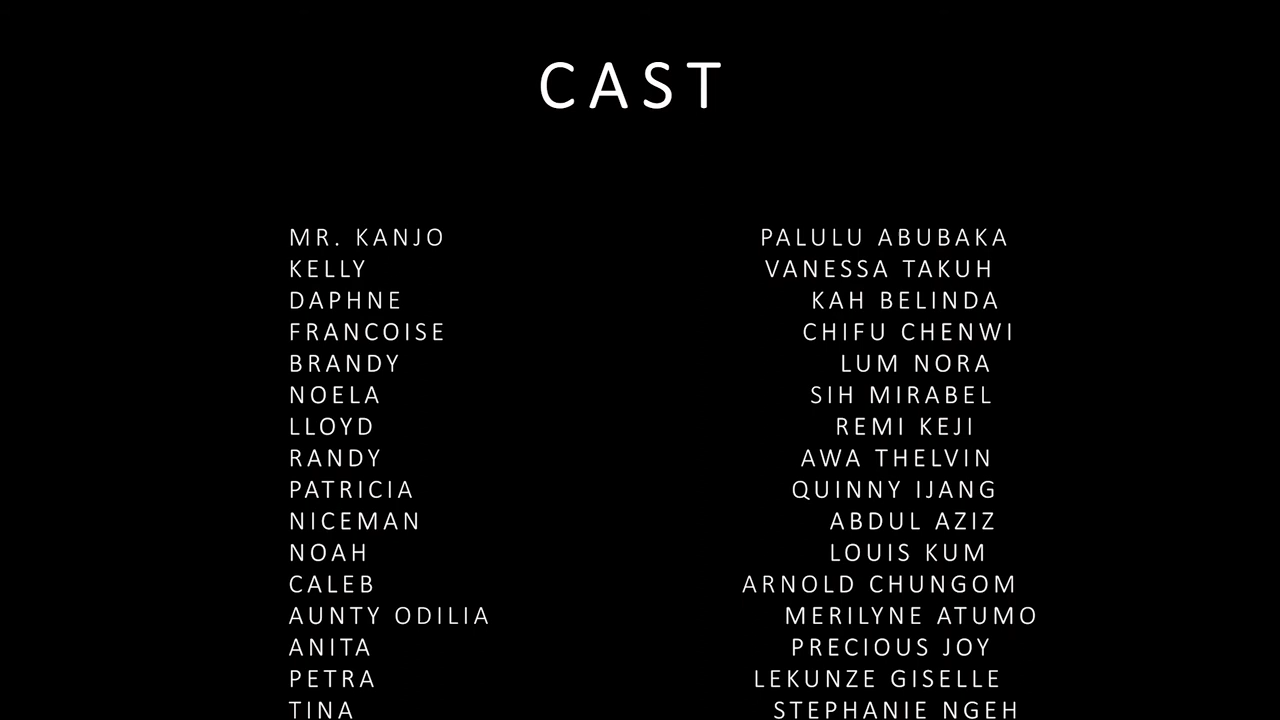 CAST
MR. KANJO PALULU ABUBAKA
KELLY VANESSA TAKUH
DAPHNE KAH BELINDA
FRANCOISE CHIFU CHENWI
BRANDY LUM NORA
NOELA SIH MIRABEL
LLOYD REMI KEJI
RANDY AWA THELVIN
PATRICIA QUINNY IJANG
NICEMAN ABDUL AZIZ
NOAH LOUIS KUM
CALEB ARNOLD CHUNGOM
AUNTY ODILIA MERILYNE ATUMO
ANITA PRECIOUS JOY
PETRA LEKUNZE GISELLE
TINA STEPHANIE NGEH